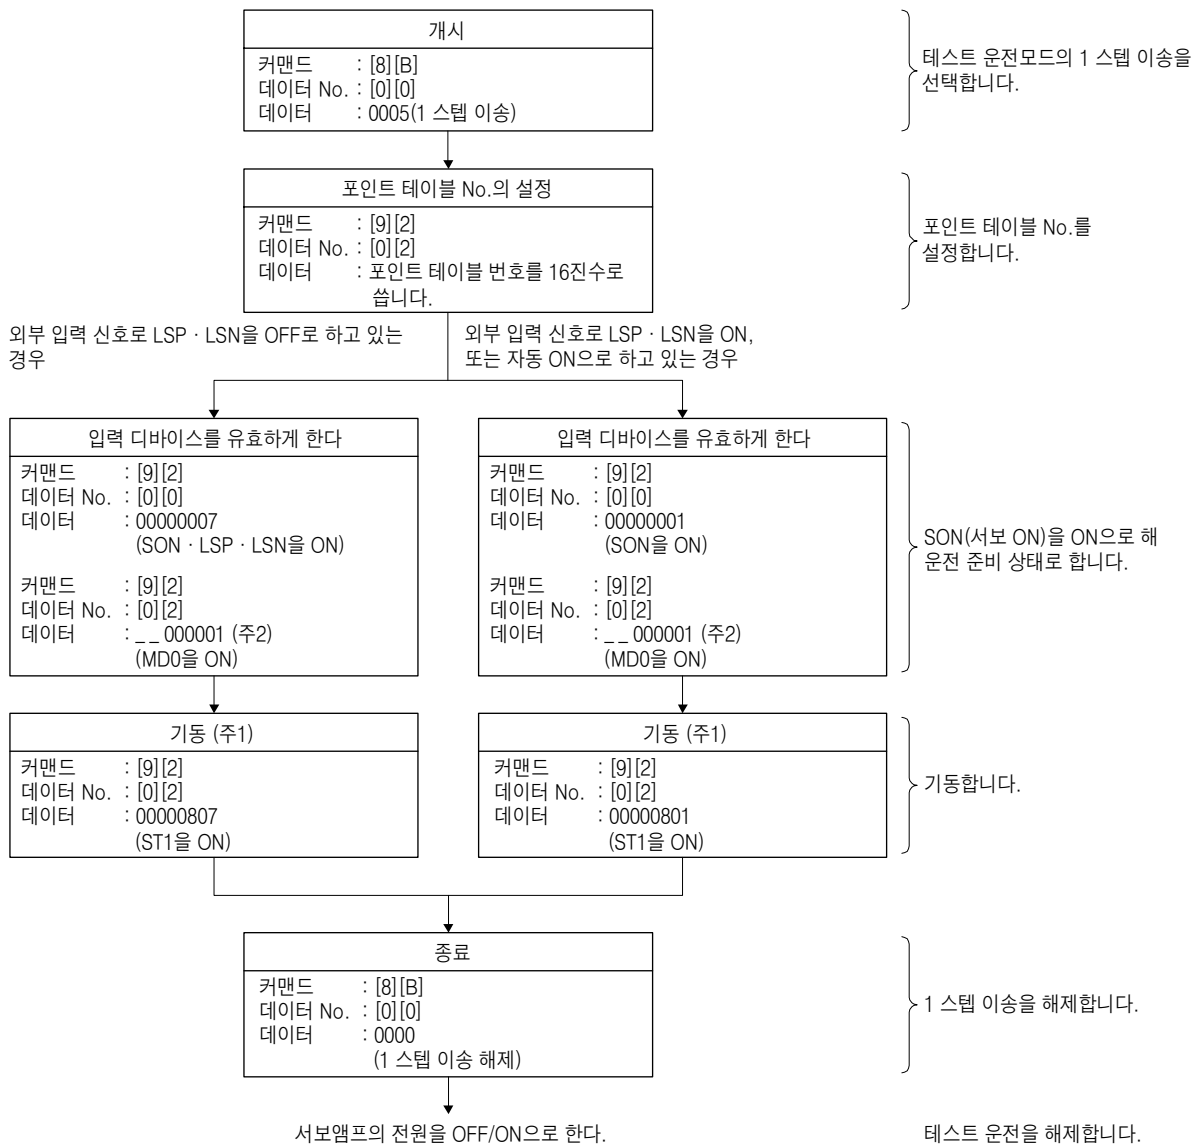 개시
커맨드 : [8][B]
데이터 No. : [0][0]
데이터 : 0005(1 스텝 이송)
테스트 운전모드의 1 스텝 이송을
선택합니다.
포인트 테이블 No.의 설정
커맨드 : [9][2]
데이터 No. : [0][2]
데이터 : 포인트 테이블 번호를 16진수로
씁니다.
포인트 테이블 No.를
설정합니다.
외부 입력 신호로 LSP · LSN을 OFF로 하고 있는
경우
외부 입력 신호로 LSP · LSN을 ON,
또는 자동 ON으로 하고 있는 경우
입력 디바이스를 유효하게 한다
커맨드 : [9][2]
데이터 No. : [0][0]
데이터 : 00000007
(SON · LSP · LSN을 ON)
커맨드 : [9][2]
데이터 No. : [0][2]
데이터 : _ _ 000001 (주2)
(MD0을 ON)
입력 디바이스를 유효하게 한다
커맨드 : [9][2]
데이터 No. : [0][0]
데이터 : 00000001
(SON을 ON)
커맨드 : [9][2]
데이터 No. : [0][2]
데이터 : _ _ 000001 (주2)
(MD0을 ON)
SON(서보 ON)을 ON으로 해
운전 준비 상태로 합니다.
기동 (주1)
커맨드 : [9][2]
데이터 No. : [0][2]
데이터 : 00000807
(ST1을 ON)
기동 (주1)
커맨드 : [9][2]
데이터 No. : [0][2]
데이터 : 00000801
(ST1을 ON)
기동합니다.
종료
커맨드 : [8][B]
데이터 No. : [0][0]
데이터 : 0000
(1 스텝 이송 해제)
1 스텝 이송을 해제합니다.
서보앰프의 전원을 OFF/ON으로 한다.
테스트 운전을 해제합니다.